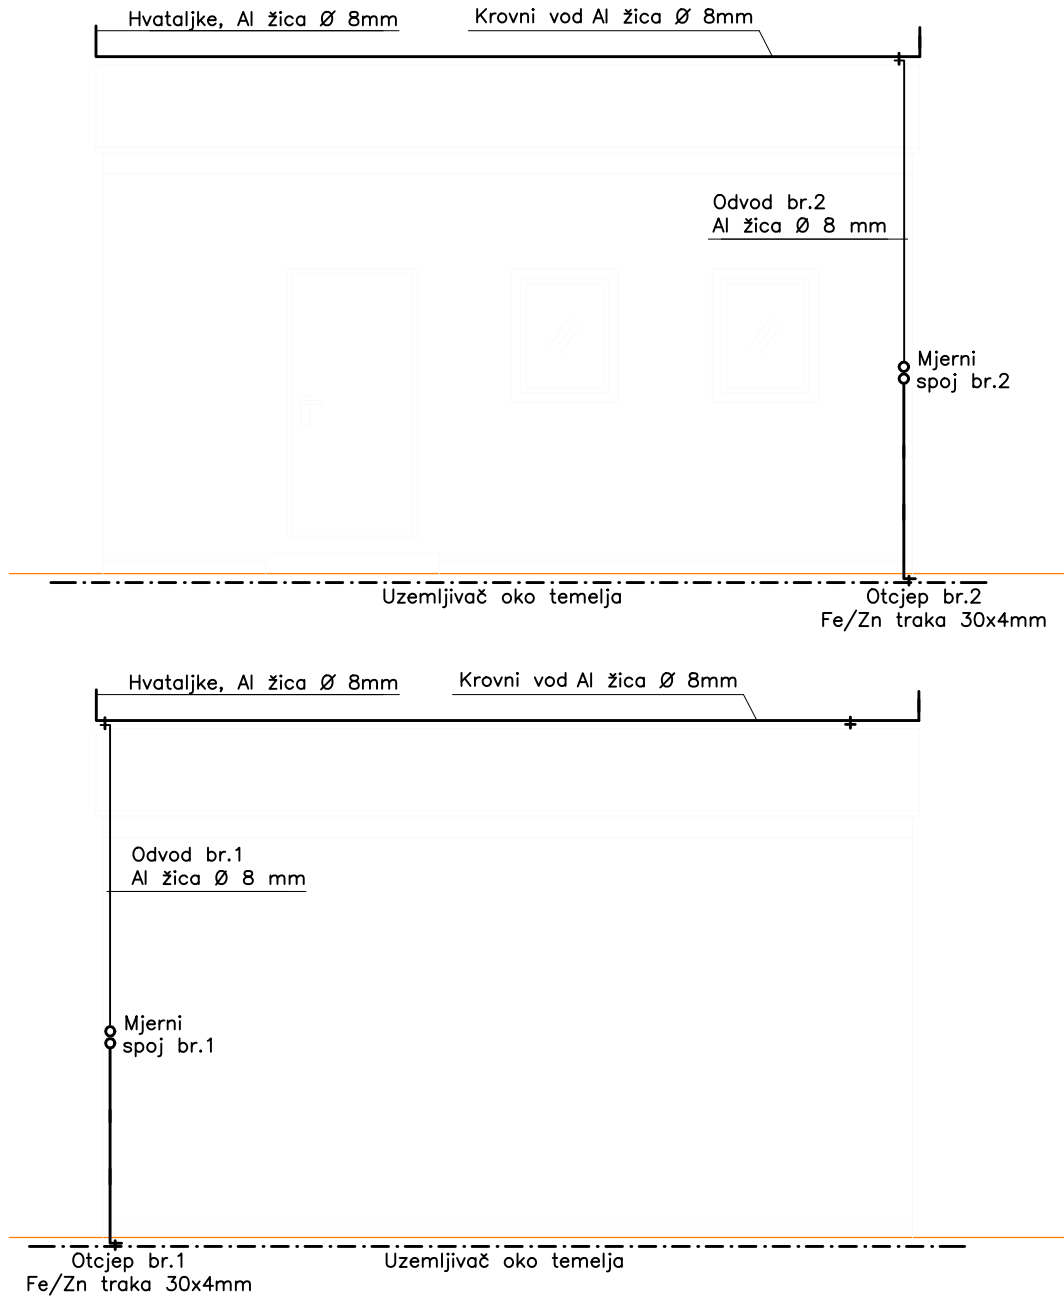 Hvataljke, Al žica Ø 8mm
Krovni vod Al žica Ø 8mm
Odvod br.2
Al žica Ø 8 mm
Mjerni
spoj br.2
Uzemljivač oko temelja
Otcjep br.2
Fe/Zn traka 30x4mm
Hvataljke, Al žica Ø 8mm
Krovni vod Al žica Ø 8mm
Odvod br.1
Al žica Ø 8 mm
Mjerni
spoj br.1
Otcjep br.1
Fe/Zn traka 30x4mm
Uzemljivač oko temelja